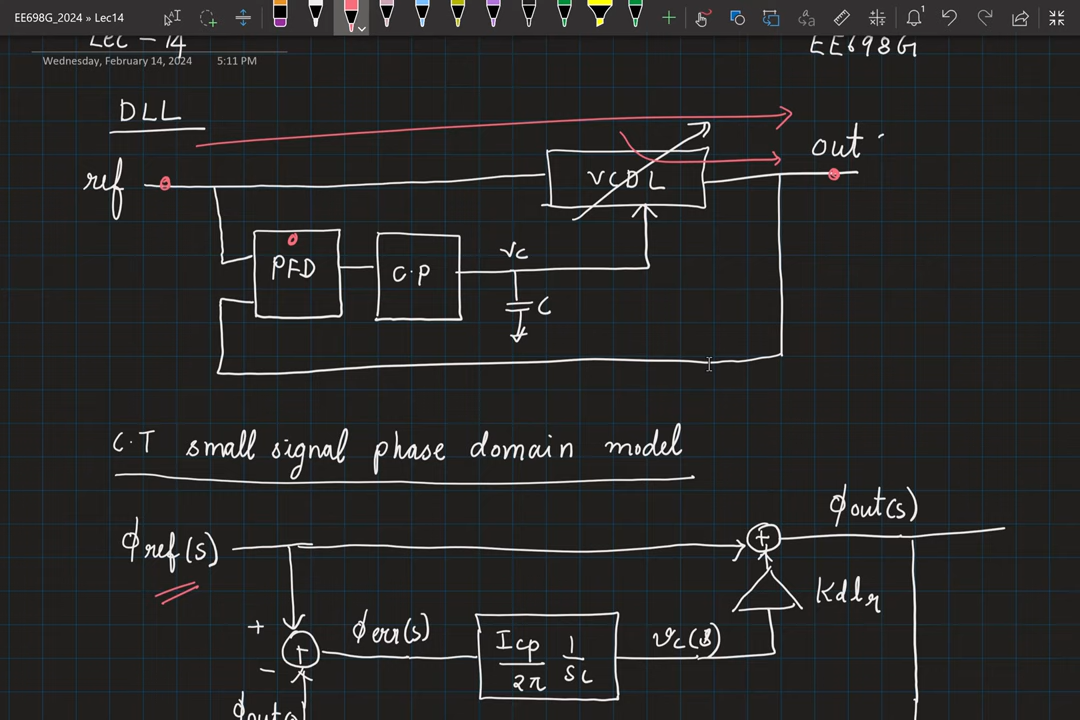 EE698G_2024 » Lec14
Lec - 14
EE698G
Wednesday, February 14, 2024 5:11 PM
DLL
ref
VCDL
out
PFD
C.P
Vc
C
C.T small signal phase domain model
ϕref(s)
ϕout(s)
Kdl
+
+
ϕerr(s)
Icp/2π 1/sC
Vc(s)
+
-
ϕout(s)